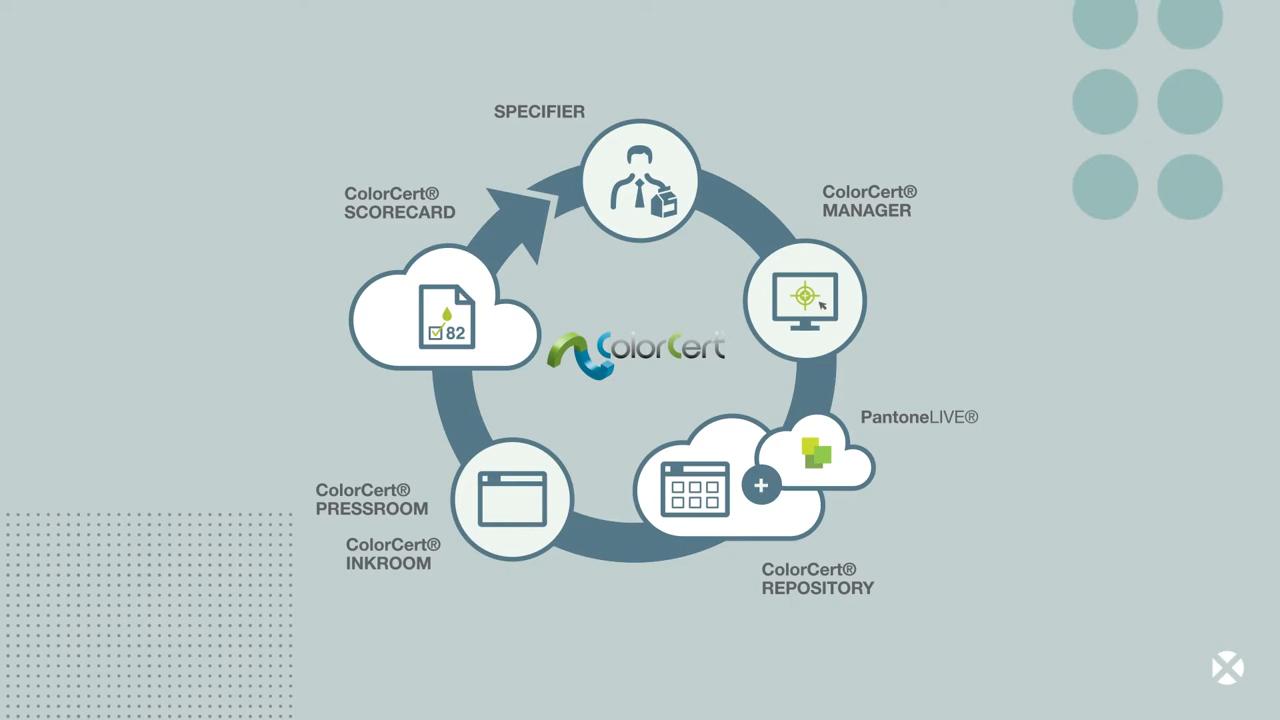 SPECIFIER
ColorCert®
SCORECARD
ColorCert®
MANAGER
82
ColorCert
PantoneLIVE®
ColorCert®
PRESSROOM
ColorCert®
INKROOM
ColorCert®
REPOSITORY